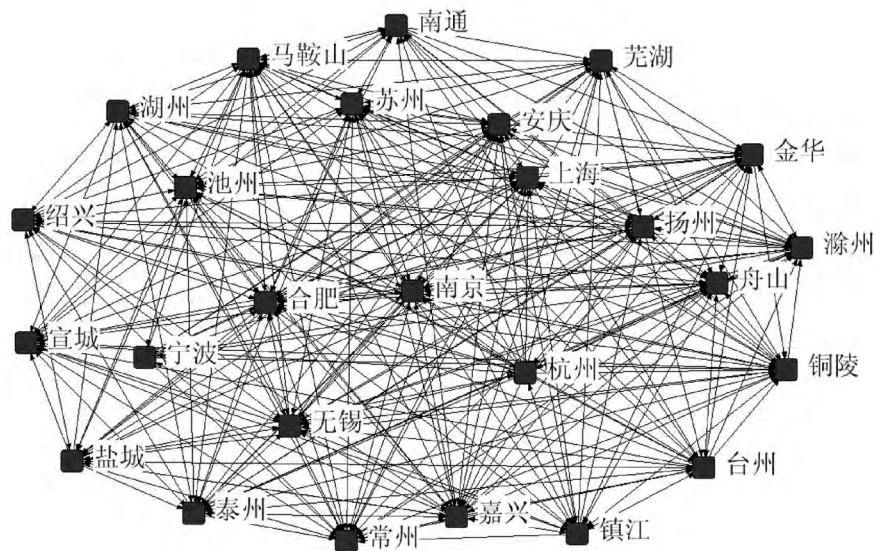 南通
马鞍山
芜湖
苏州
湖州
安庆
金华
上海
池州
绍兴
扬州
滁州
舟山
合肥
南京
宣城
宁波
杭州
铜陵
无锡
盐城
台州
泰州
嘉兴
常州
镇江